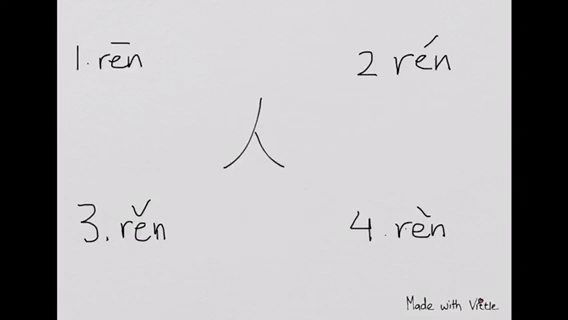 1. rēn
2 rén
人
3. rěn
4. rèn
Made with Vittle